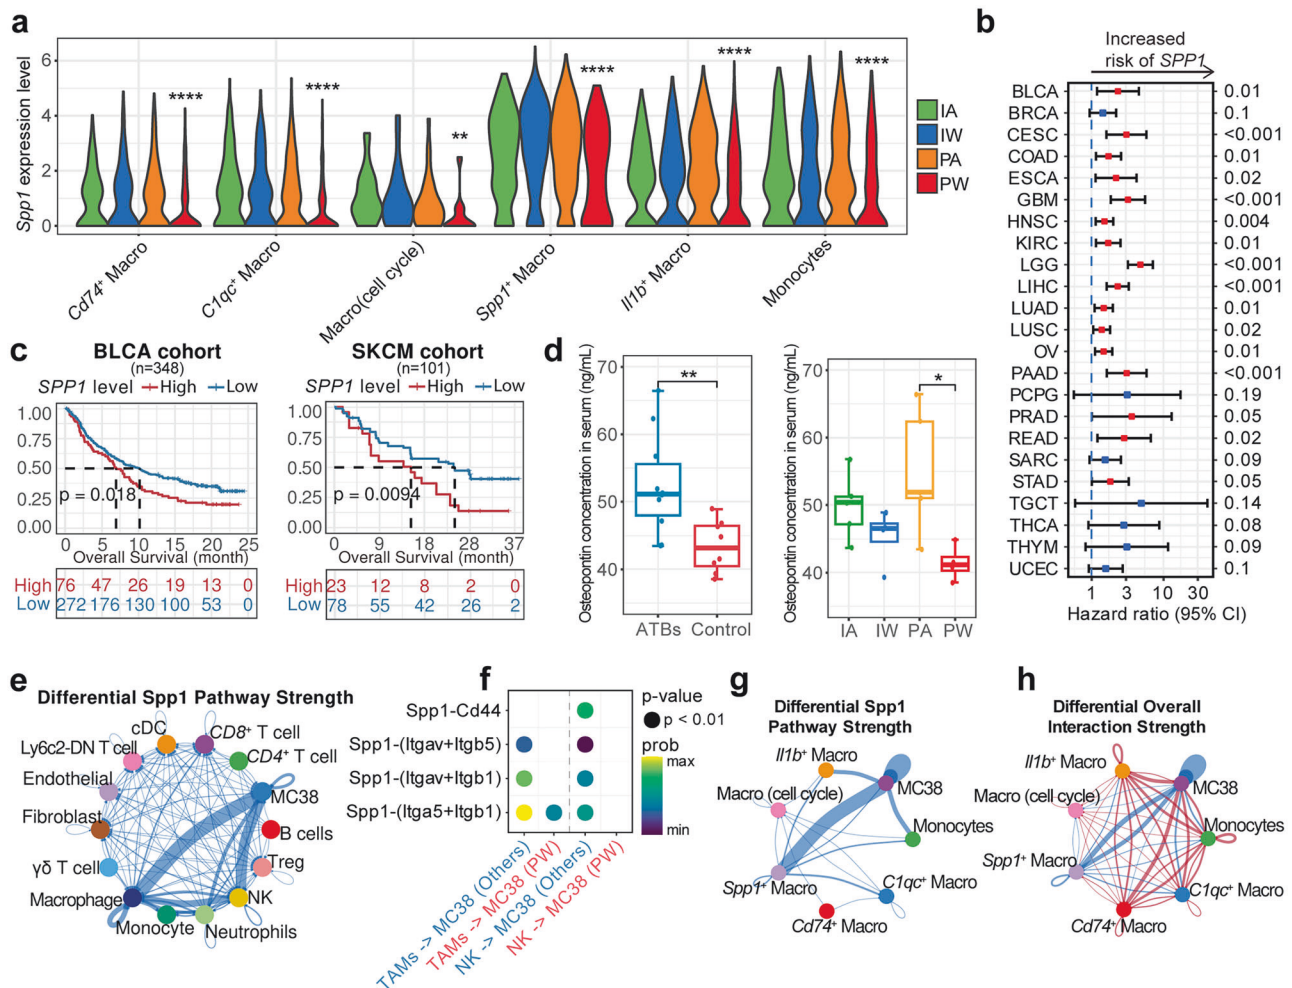 a
Spp1 expression level
6
4
2
0
****
****
**
****
****
****
IA
IW
PA
PW
Cd74+ Macro
C1qc+ Macro
Macro(cell cycle)
Spp1+ Macro
Il1b+ Macro
Monocytes
b
Increased
risk of SPP1
BLCA 0.01
BRCA 0.1
CESC <0.001
COAD 0.01
ESCA 0.02
GBM <0.001
HNSC 0.004
KIRC 0.01
LGG <0.001
LIHC <0.001
LUAD 0.01
LUSC 0.02
OV 0.01
PAAD <0.001
PCPG 0.19
PRAD 0.05
READ 0.02
SARC 0.09
STAD 0.05
TGCT 0.14
THCA 0.08
THYM 0.09
UCEC 0.1
1 3 10 30
Hazard ratio (95% CI)
c
BLCA cohort
(n=348)
SPP1 level High Low
1.00
0.75
0.50
0.25
0.00
p = 0.018
0 5 10 15 20 25
Overall Survival (month)
High 76 47 26 19 13 0
Low 272 176 130 100 53 0
SKCM cohort
(n=101)
SPP1 level High Low
1.00
0.75
0.50
0.25
0.00
p = 0.0094
0 9 18 28 37
Overall Survival (month)
High 23 12 8 2 0
Low 78 55 42 26 2
d
Osteopontin concentration in serum (ng/mL)
70
60
50
40
**
ATBs Control
Osteopontin concentration in serum (ng/mL)
70
60
50
40
*
IA IW PA PW
e
Differential Spp1 Pathway Strength
cDC
CD8+ T cell
Ly6c2-DN T cell
CD4+ T cell
Endothelial
MC38
Fibroblast
B cells
γδ T cell
Treg
Macrophage
NK
Monocyte
Neutrophils
f
Spp1-Cd44
Spp1-(Itgav+Itgb5)
Spp1-(Itgav+Itgb1)
Spp1-(Itga5+Itgb1)
TAMs -> MC38 (Others)
TAMs -> MC38 (PW)
NK -> MC38 (Others)
NK -> MC38 (PW)
p-value
p < 0.01
prob
max
min
g
Differential Spp1
Pathway Strength
Il1b+ Macro
Macro (cell cycle)
MC38
Monocytes
Spp1+ Macro
C1qc+ Macro
Cd74+ Macro
h
Differential Overall
Interaction Strength
Il1b+ Macro
Macro (cell cycle)
MC38
Monocytes
Spp1+ Macro
C1qc+ Macro
Cd74+ Macro